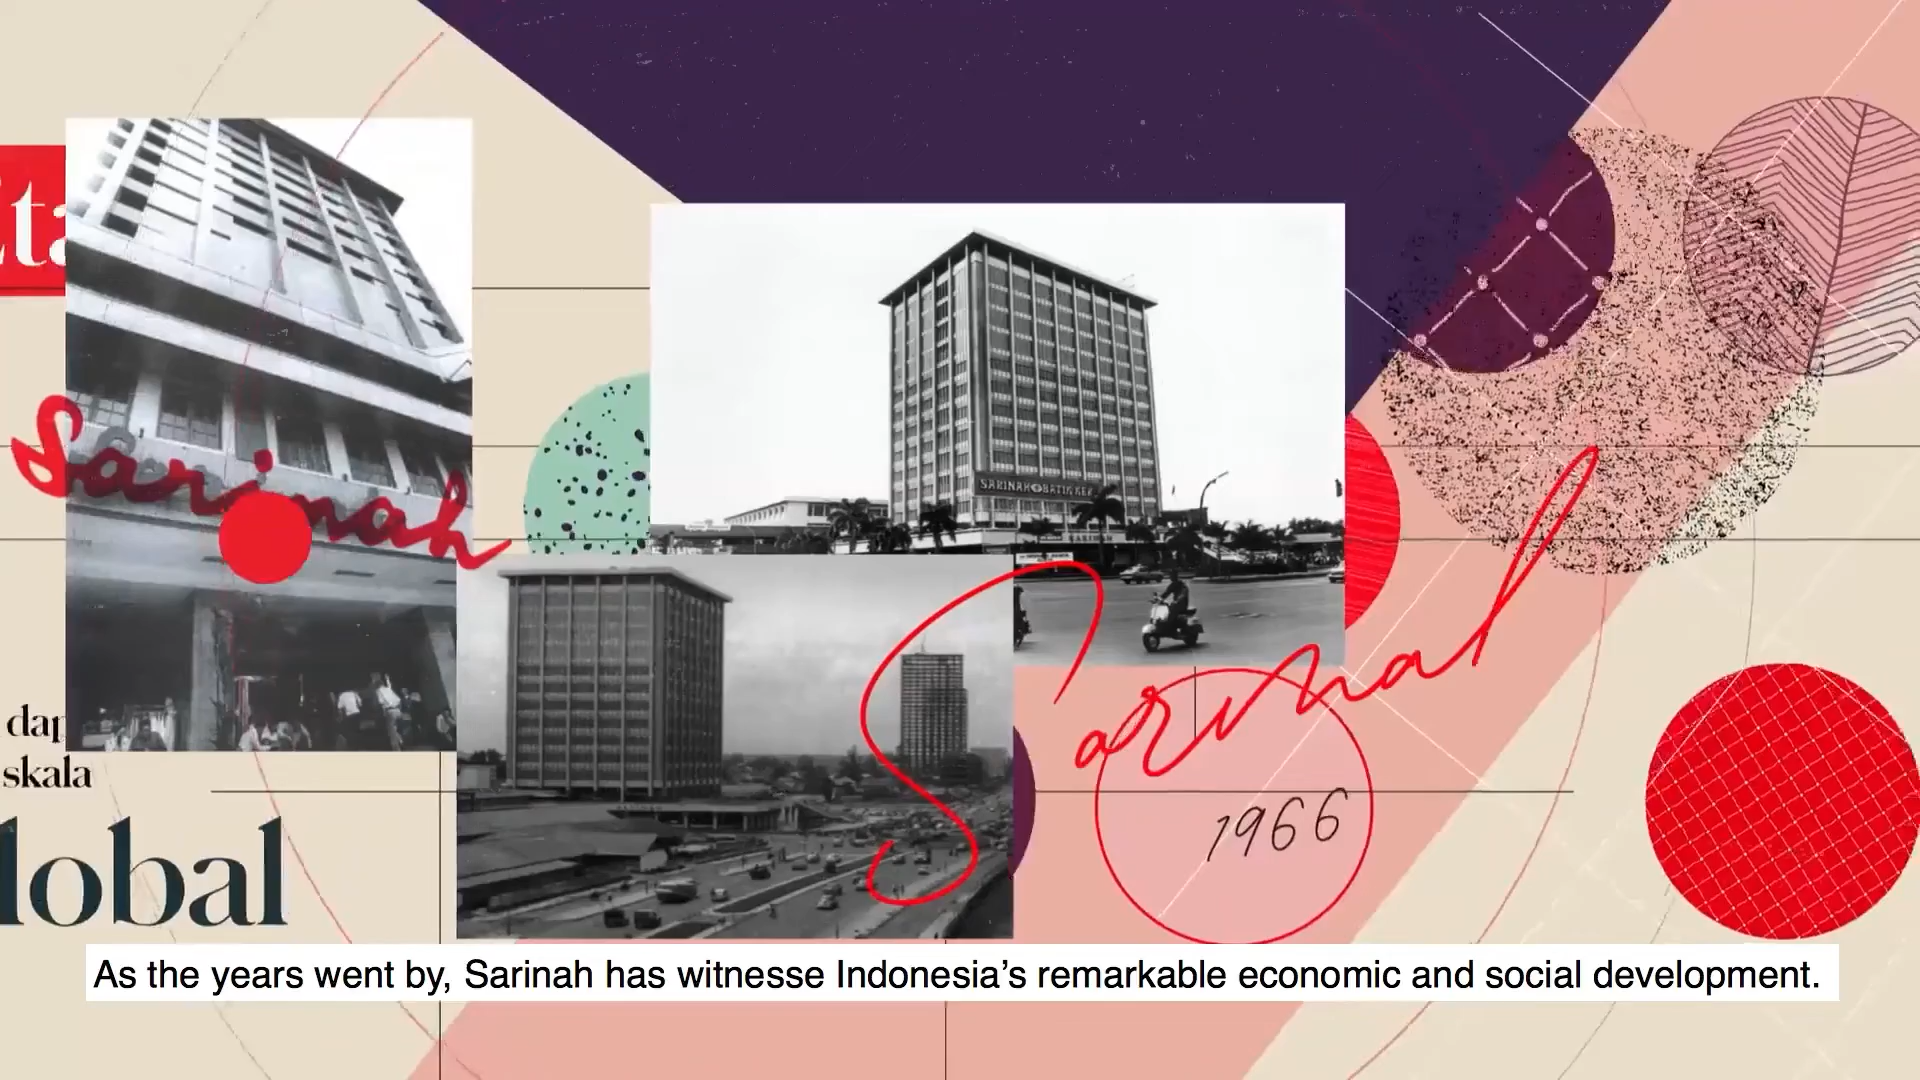 Sarinah
SARINAH BATIK KER
SARINAH
Sarinah
1966
dap
skala
lobal
As the years went by, Sarinah has witnesse Indonesia's remarkable economic and social development.